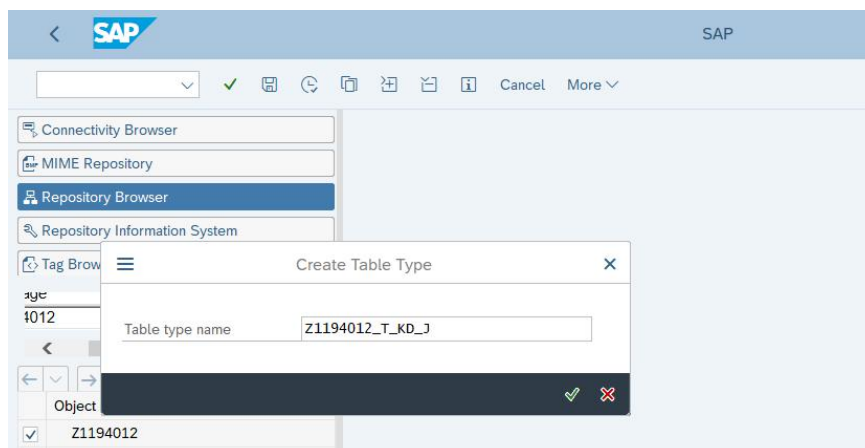 SAP SAP
Cancel More
Connectivity Browser
MIME Repository
Repository Browser
Repository Information System
Tag Brow
4012
Create Table Type
Table type name Z1194012_T_KD_J
Object
Z1194012